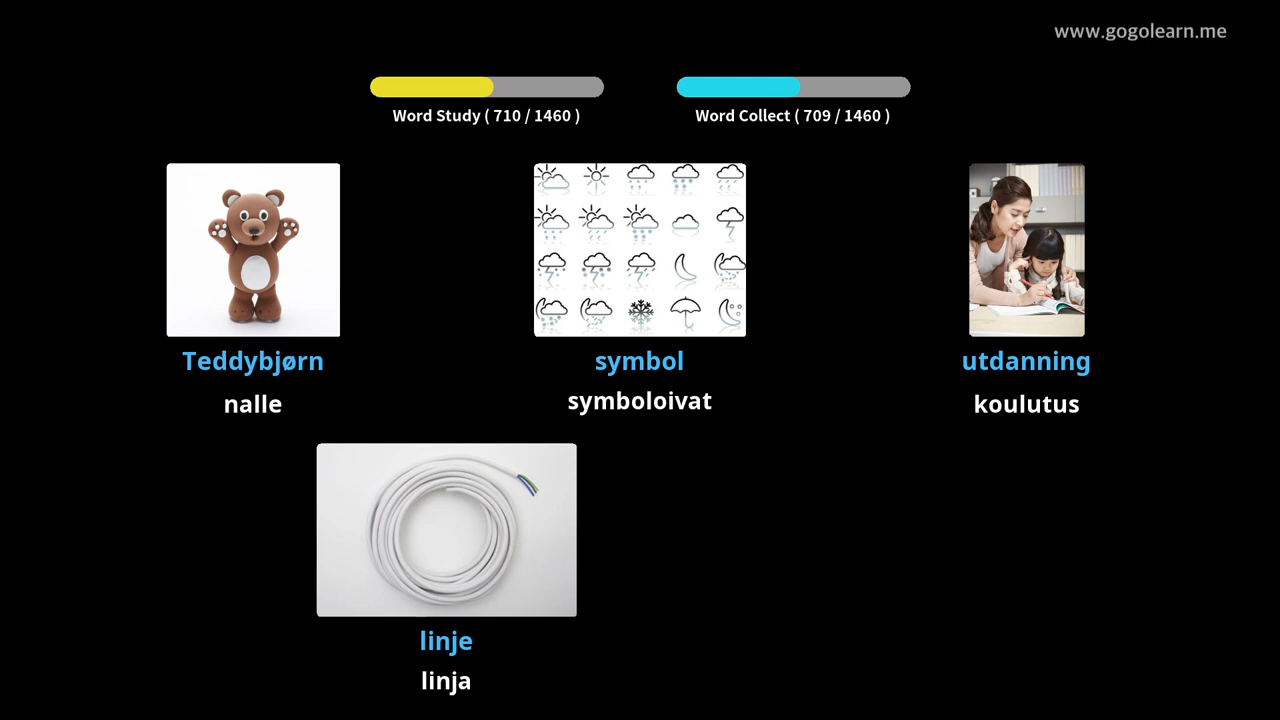 www.gogolearn.me
Word Study ( 710 / 1460 )
Word Collect ( 709 / 1460 )
Teddybjørn
nalle
symbol
symboloivat
utdanning
koulutus
linje
linja